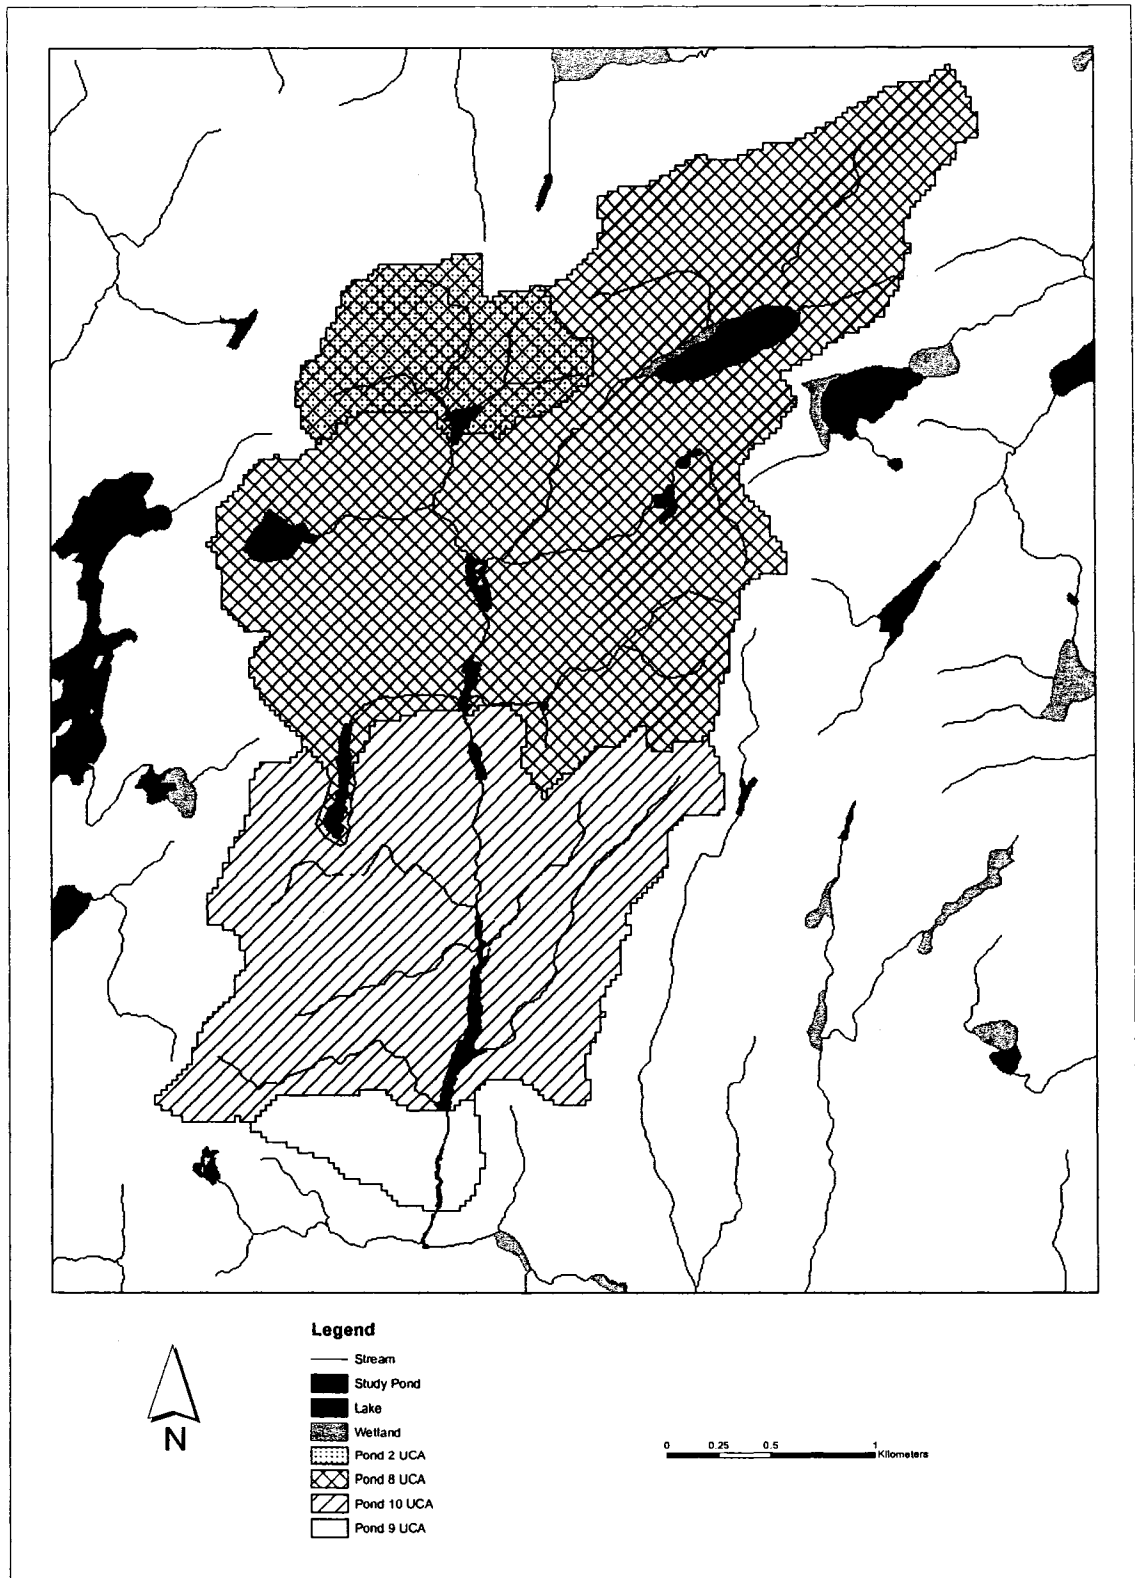 Legend
Stream
Study Pond
Lake
Wetland
Pond 2 UCA
Pond 8 UCA
Pond 10 UCA
Pond 9 UCA
N
0 0.25 0.5 1
Kilometers